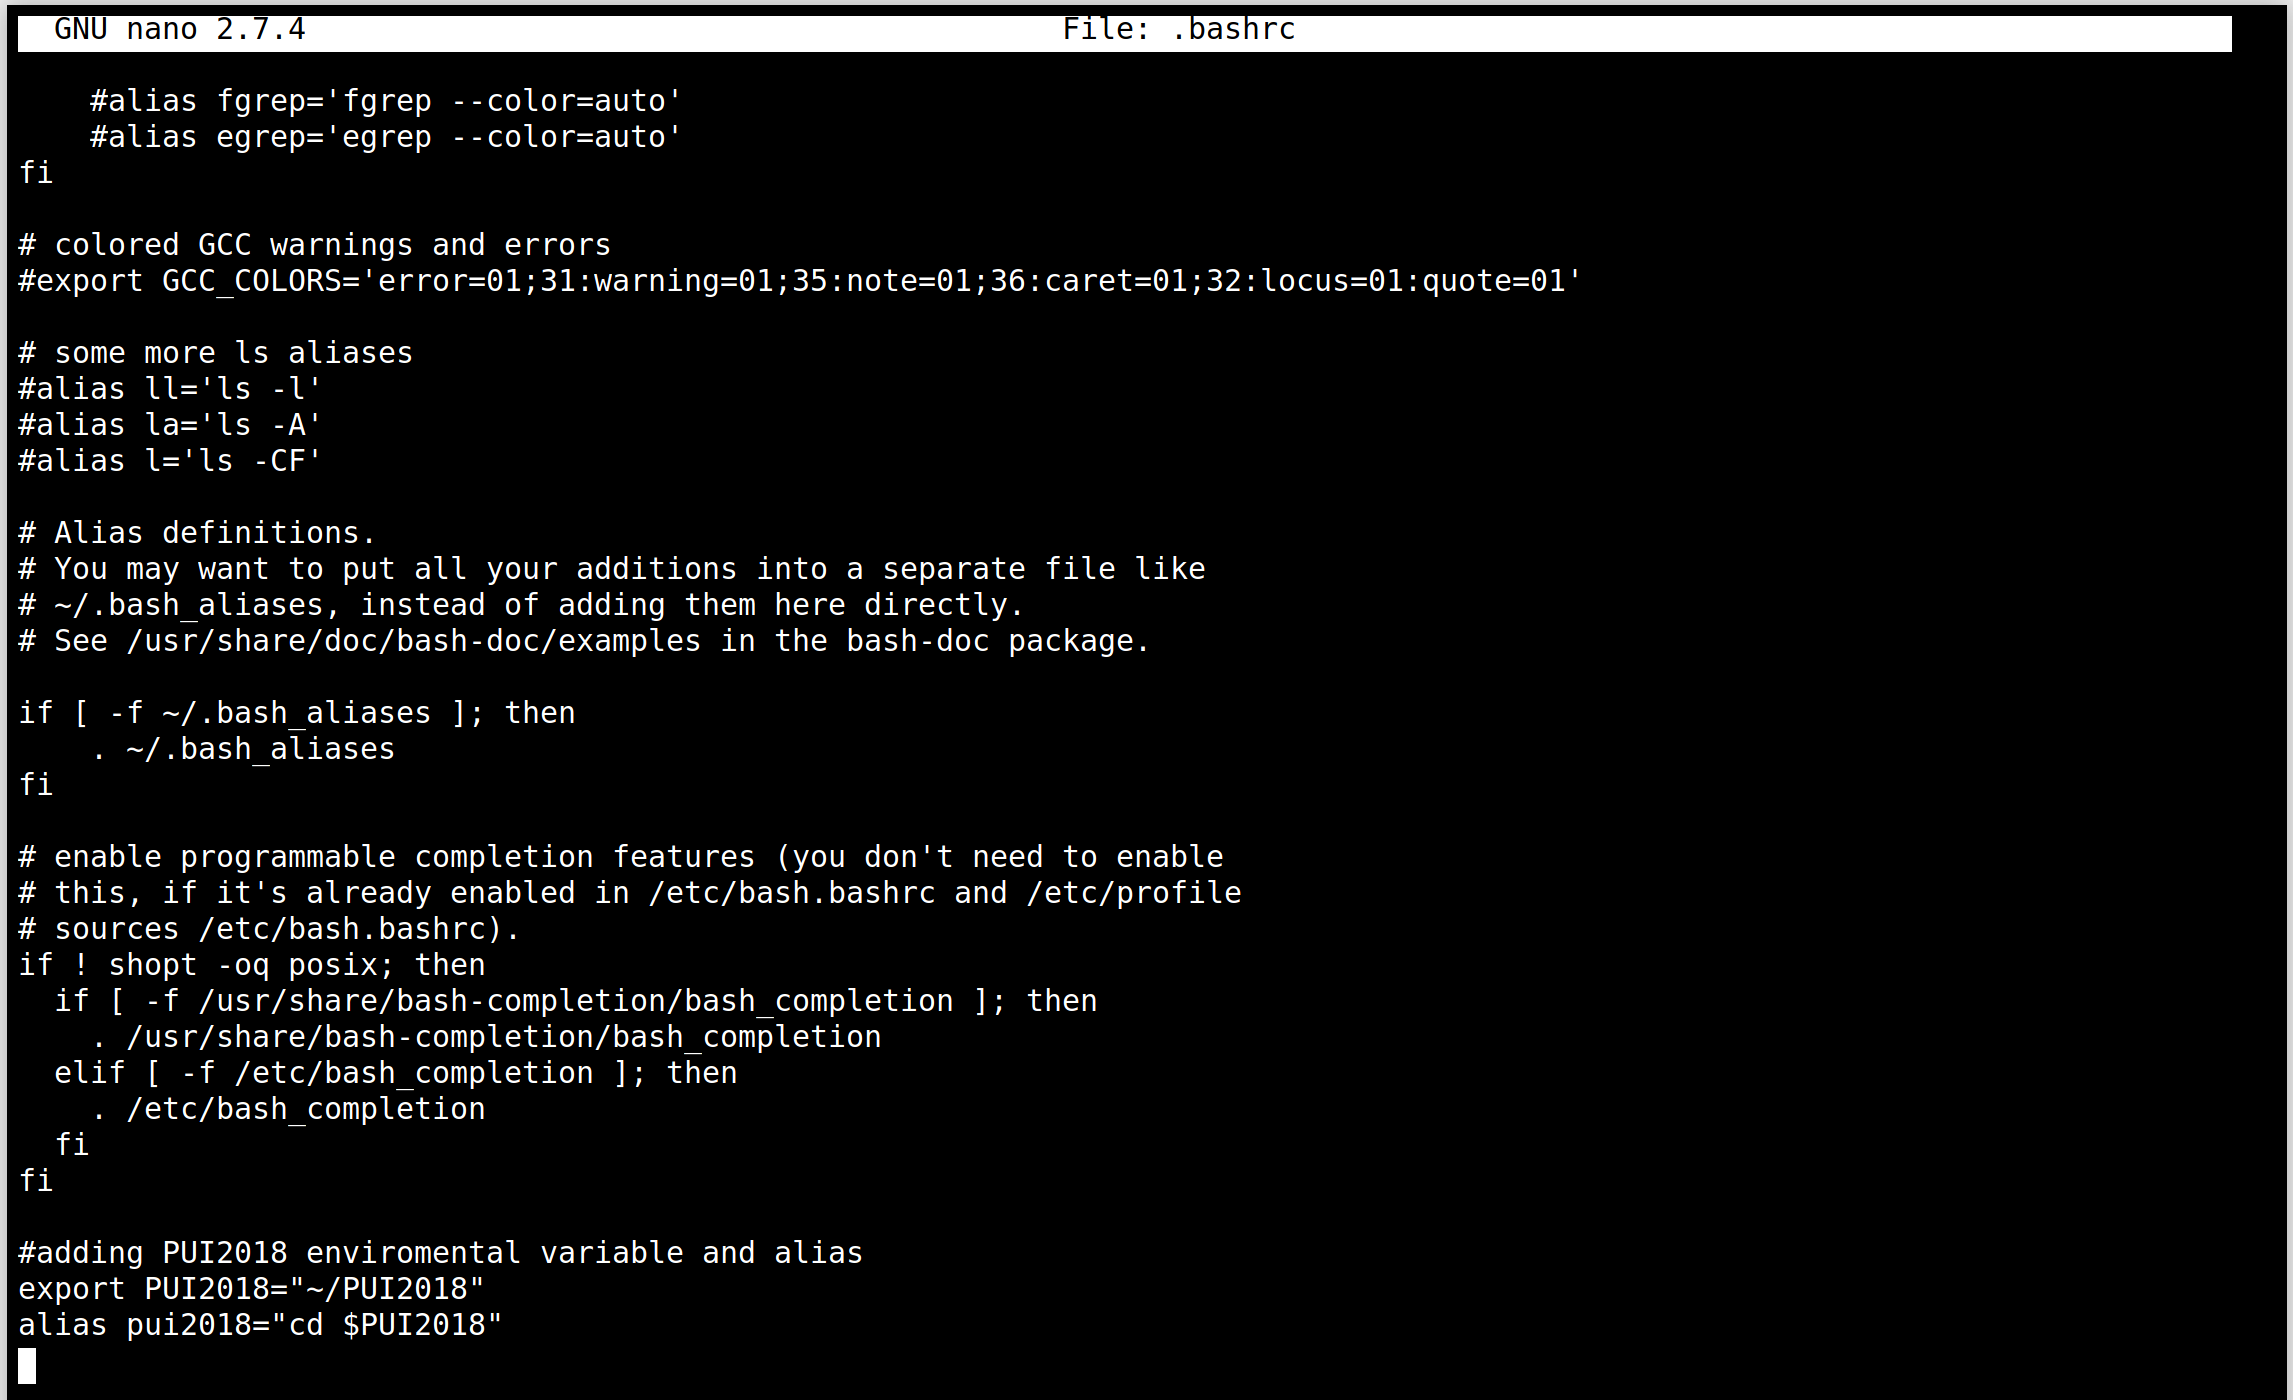 GNU nano 2.7.4 File: .bashrc
#alias fgrep='fgrep --color=auto'
#alias egrep='egrep --color=auto'
fi
# colored GCC warnings and errors
#export GCC_COLORS='error=01;31:warning=01;35:note=01;36:caret=01;32:locus=01:quote=01'
# some more ls aliases
#alias ll='ls -l'
#alias la='ls -A'
#alias l='ls -CF'
# Alias definitions.
# You may want to put all your additions into a separate file like
# ~/.bash_aliases, instead of adding them here directly.
# See /usr/share/doc/bash-doc/examples in the bash-doc package.
if [ -f ~/.bash_aliases ]; then
    . ~/.bash_aliases
fi
# enable programmable completion features (you don't need to enable
# this, if it's already enabled in /etc/bash.bashrc and /etc/profile
# sources /etc/bash.bashrc).
if ! shopt -oq posix; then
  if [ -f /usr/share/bash-completion/bash_completion ]; then
    . /usr/share/bash-completion/bash_completion
  elif [ -f /etc/bash_completion ]; then
    . /etc/bash_completion
  fi
fi
#adding PUI2018 enviromental variable and alias
export PUI2018="~/PUI2018"
alias pui2018="cd $PUI2018"